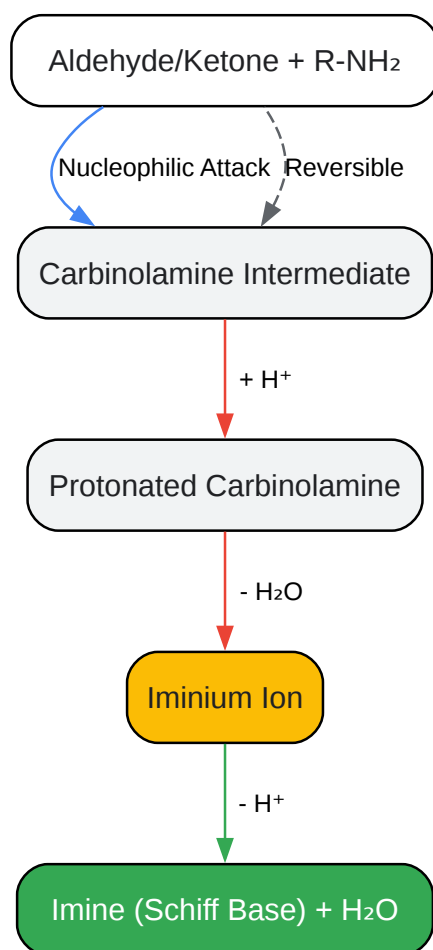 Aldehyde/Ketone + R-NH₂
Nucleophilic Attack
Reversible
Carbinolamine Intermediate
+ H⁺
Protonated Carbinolamine
- H₂O
Iminium Ion
- H⁺
Imine (Schiff Base) + H₂O